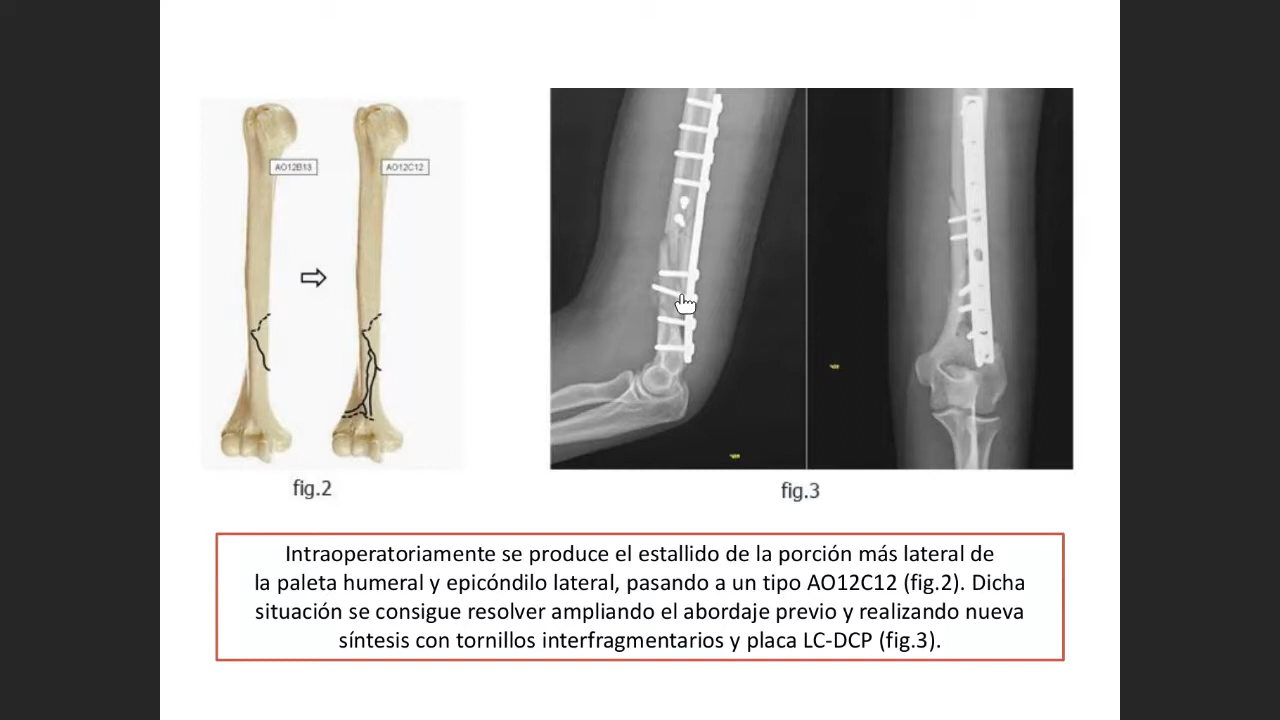 AO12B13
AO12C12
fig.2
fig.3
Intraoperatoriamente se produce el estallido de la porción más lateral de
la paleta humeral y epicóndilo lateral, pasando a un tipo AO12C12 (fig.2). Dicha
situación se consigue resolver ampliando el abordaje previo y realizando nueva
síntesis con tornillos interfragmentarios y placa LC-DCP (fig.3).